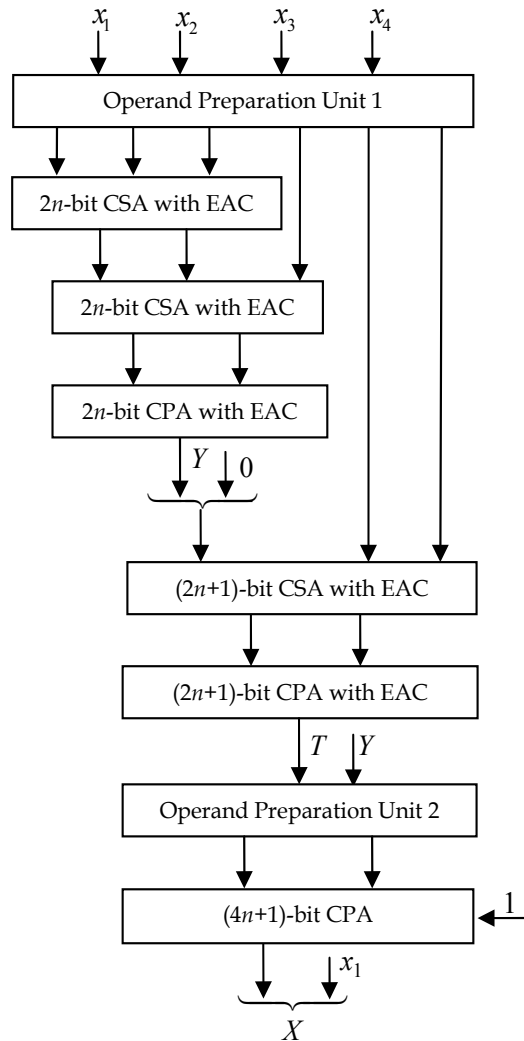 x₁ x₂ x₃ x₄
Operand Preparation Unit 1
2n-bit CSA with EAC
2n-bit CSA with EAC
2n-bit CPA with EAC
Y 0
(2n+1)-bit CSA with EAC
(2n+1)-bit CPA with EAC
T Y
Operand Preparation Unit 2
(4n+1)-bit CPA 1
x₁
X